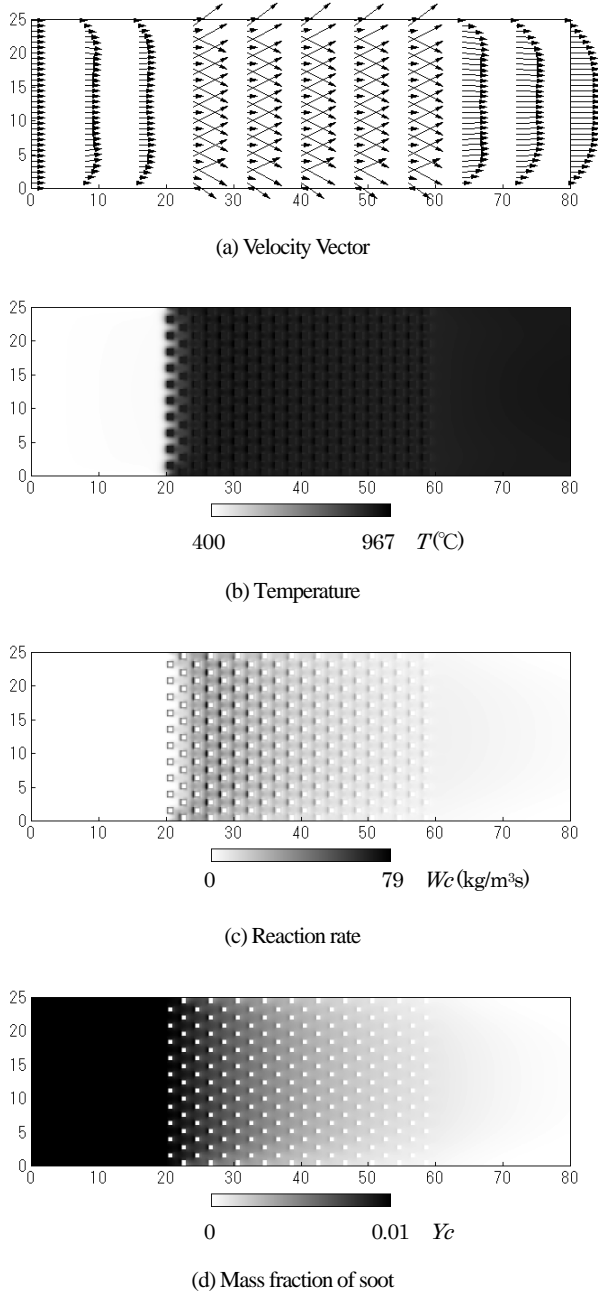 25
20
15
10
5
0
0 10 20 30 40 50 60 70 80
(a) Velocity Vector
25
20
15
10
5
0
0 10 20 30 40 50 60 70 80
400 967 T(℃)
(b) Temperature
25
20
15
10
5
0
0 10 20 30 40 50 60 70 80
0 79 Wc(kg/m³s)
(c) Reaction rate
25
20
15
10
5
0
0 10 20 30 40 50 60 70 80
0 0.01 Yc
(d) Mass fraction of soot